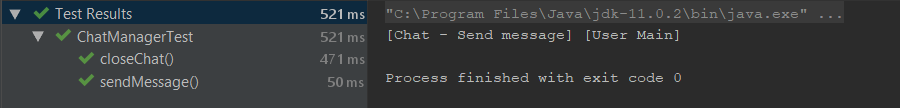 Test Results 521 ms
ChatManagerTest 521 ms
closeChat() 471 ms
sendMessage() 50 ms
"C:\Program Files\Java\jdk-11.0.2\bin\java.exe" ...
[Chat - Send message] [User Main]
Process finished with exit code 0